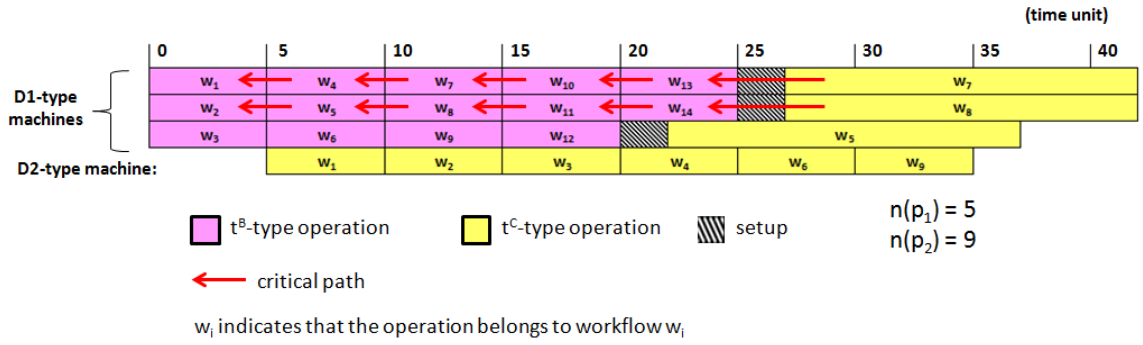 (time unit)
0 5 10 15 20 25 30 35 40
D1-type machines
w₁ w₄ w₇ w₁₀ w₁₃ w₇
w₂ w₅ w₈ w₁₁ w₁₄ w₈
w₃ w₆ w₉ w₁₂ w₅
D2-type machine: w₁ w₂ w₃ w₄ w₆ w₉
tᴮ-type operation tᶜ-type operation setup
n(p₁) = 5
n(p₂) = 9
critical path
wᵢ indicates that the operation belongs to workflow wᵢ